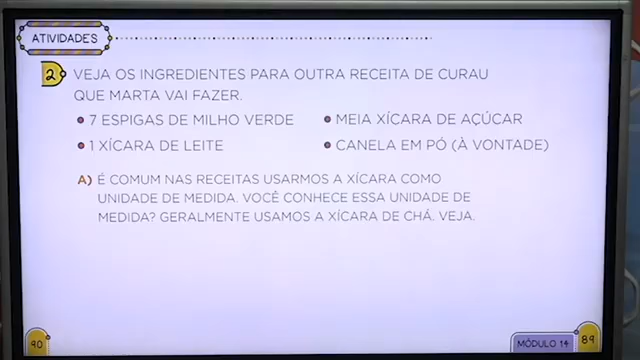 ATIVIDADES
2 VEJA OS INGREDIENTES PARA OUTRA RECEITA DE CURAU
QUE MARTA VAI FAZER.
• 7 ESPIGAS DE MILHO VERDE • MEIA XÍCARA DE AÇÚCAR
• 1 XÍCARA DE LEITE • CANELA EM PÓ (À VONTADE)
A) É COMUM NAS RECEITAS USARMOS A XÍCARA COMO
UNIDADE DE MEDIDA. VOCÊ CONHECE ESSA UNIDADE DE
MEDIDA? GERALMENTE USAMOS A XÍCARA DE CHÁ. VEJA.
90 MÓDULO 14 89